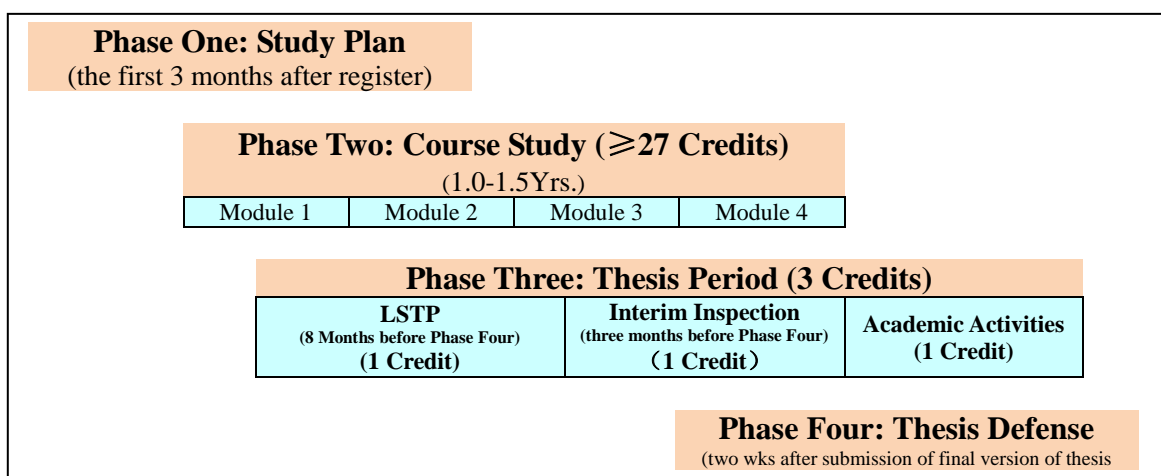 Phase One: Study Plan
(the first 3 months after register)
Phase Two: Course Study (≥27 Credits)
(1.0-1.5Yrs.)
Module 1
Module 2
Module 3
Module 4
Phase Three: Thesis Period (3 Credits)
LSTP
(8 Months before Phase Four)
(1 Credit)
Interim Inspection
(three months before Phase Four)
（1 Credit）
Academic Activities
(1 Credit)
Phase Four: Thesis Defense
(two wks after submission of final version of thesis